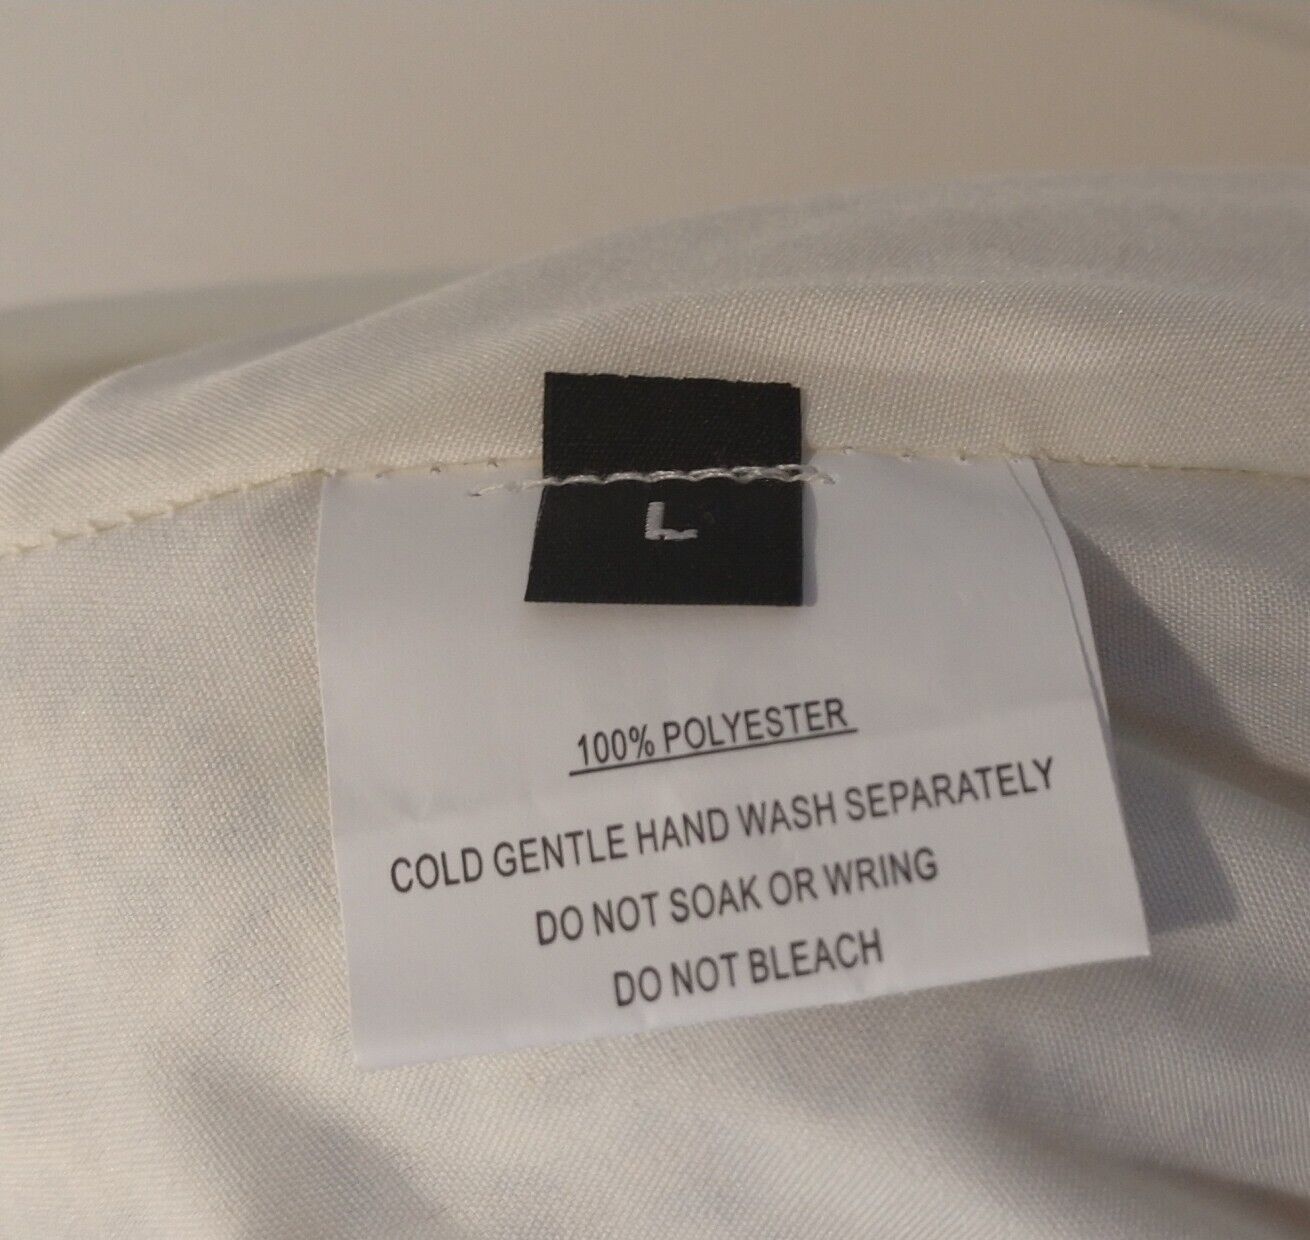 L
100% POLYESTER
COLD GENTLE HAND WASH SEPARATELY
DO NOT SOAK OR WRING
DO NOT BLEACH